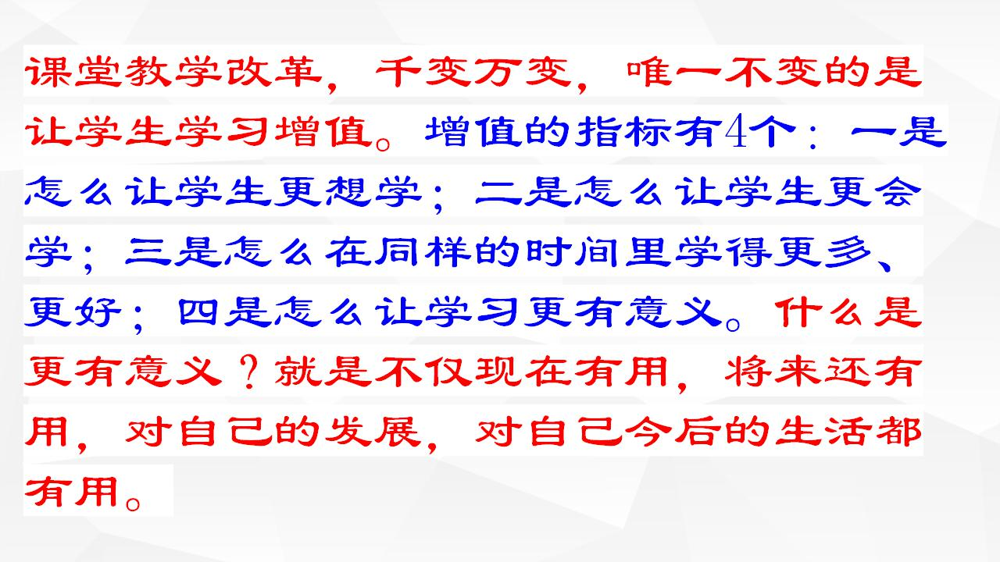 课堂教学改革，千变万变，唯一不变的是
让学生学习增值。增值的指标有4个：一是
怎么让学生更想学；二是怎么让学生更会
学；三是怎么在同样的时间里学得更多、
更好；四是怎么让学习更有意义。什么是
更有意义？就是不仅现在有用，将来还有
用，对自己的发展，对自己今后的生活都
有用。